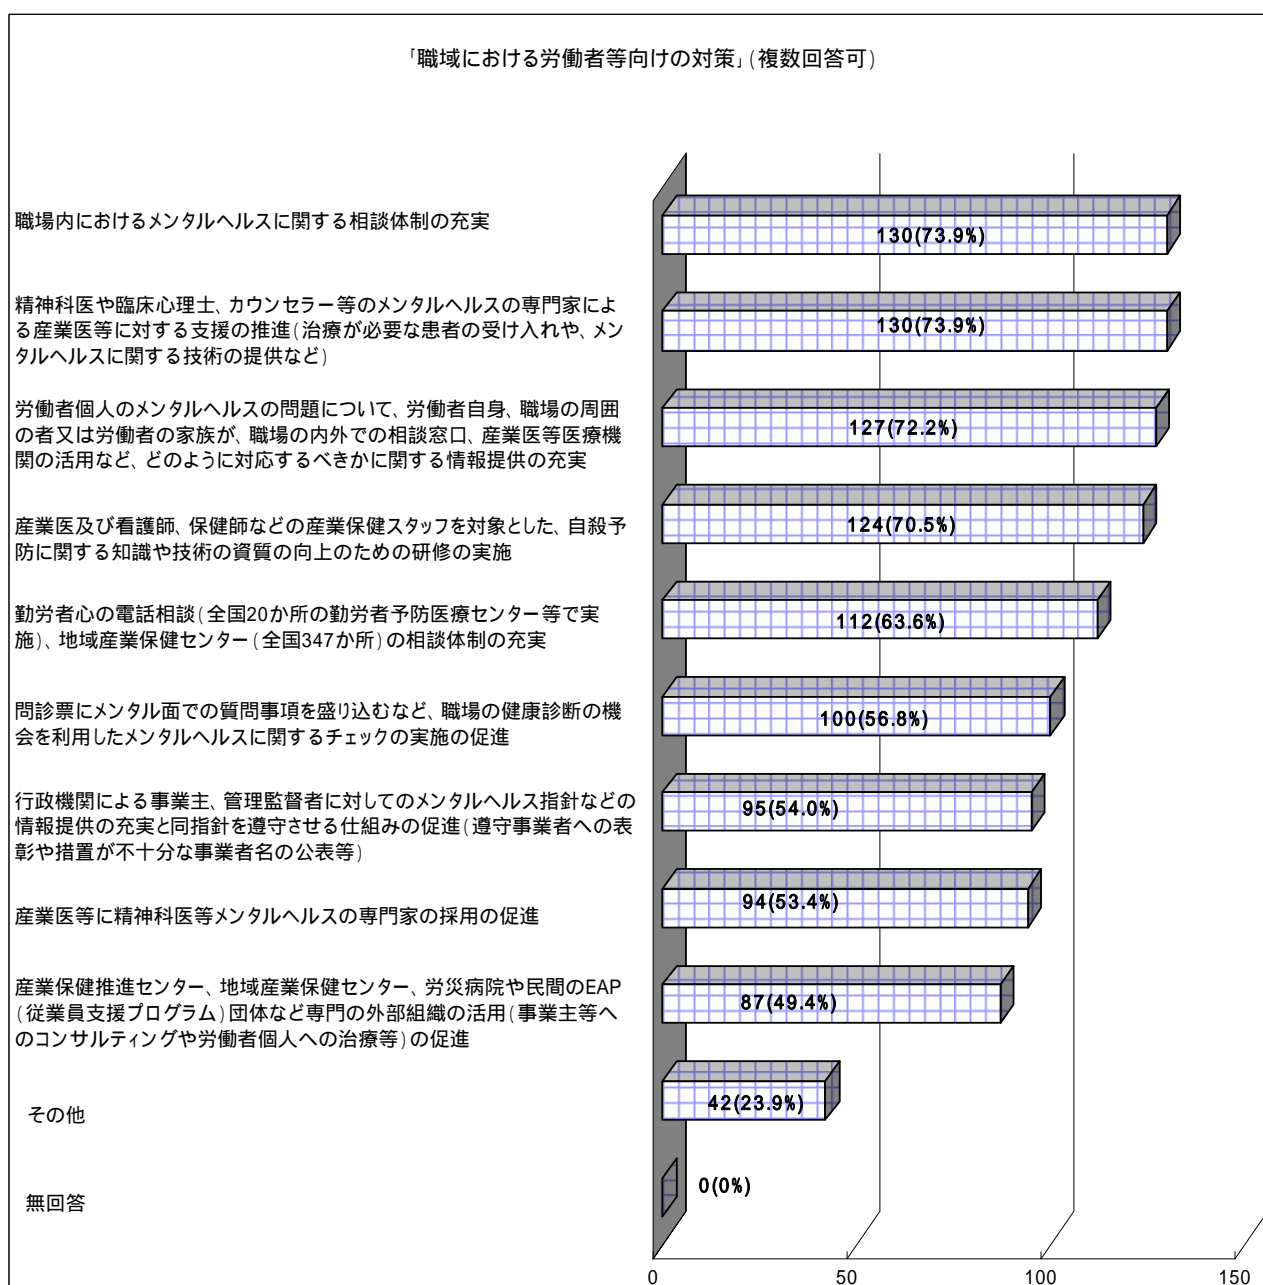 「職域における労働者等向けの対策」(複数回答可)
職場内におけるメンタルヘルスに関する相談体制の充実
130(73.9%)
精神科医や臨床心理士、カウンセラー等のメンタルヘルスの専門家によ
る産業医等に対する支援の推進(治療が必要な患者の受け入れや、メン
タルヘルスに関する技術の提供など)
130(73.9%)
労働者個人のメンタルヘルスの問題について、労働者自身、職場の周囲
の者又は労働者の家族が、職場の内外での相談窓口、産業医等医療機
関の活用など、どのように対応するべきかに関する情報提供の充実
127(72.2%)
産業医及び看護師、保健師などの産業保健スタッフを対象とした、自殺予
防に関する知識や技術の資質の向上のための研修の実施
124(70.5%)
勤労者心の電話相談(全国20か所の勤労者予防医療センター等で実
施)、地域産業保健センター(全国347か所)の相談体制の充実
112(63.6%)
問診票にメンタル面での質問事項を盛り込むなど、職場の健康診断の機
会を利用したメンタルヘルスに関するチェックの実施の促進
100(56.8%)
行政機関による事業主、管理監督者に対してのメンタルヘルス指針などの
情報提供の充実と同指針を遵守させる仕組みの促進(遵守事業者への表
彰や措置が不十分な事業者名の公表等)
95(54.0%)
産業医等に精神科医等メンタルヘルスの専門家の採用の促進
94(53.4%)
産業保健推進センター、地域産業保健センター、労災病院や民間のEAP
(従業員支援プログラム)団体など専門の外部組織の活用(事業主等へ
のコンサルティングや労働者個人への治療等)の促進
87(49.4%)
その他
42(23.9%)
無回答
0(0%)
0 50 100 150